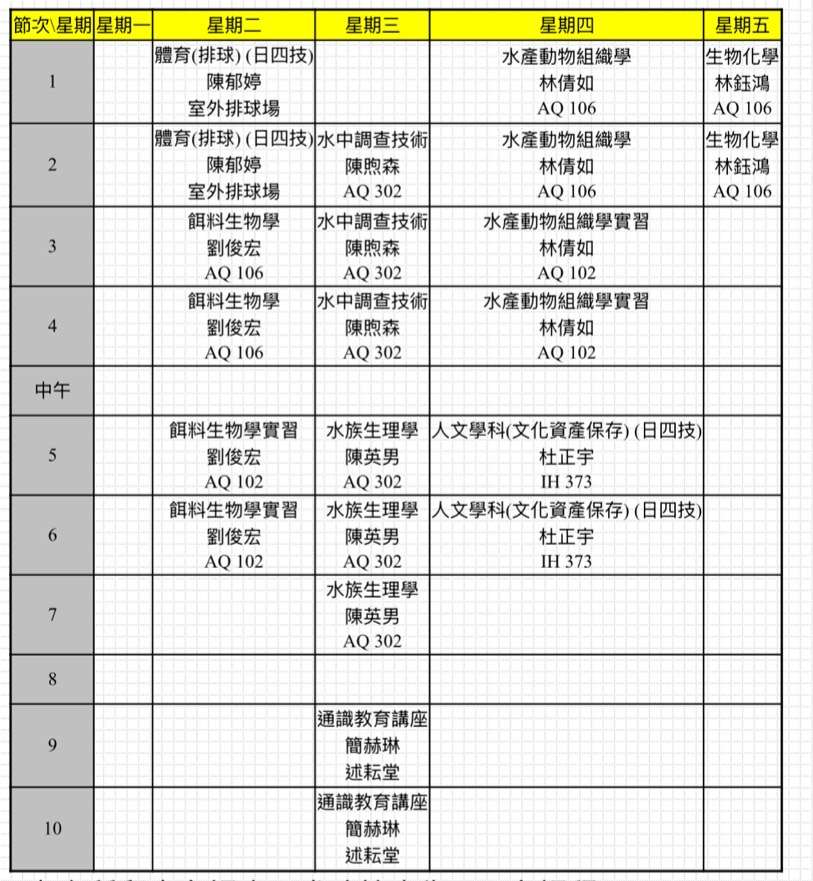 節次\星期 星期一 星期二 星期三 星期四 星期五
1
體育(排球) (日四技)
陳郁婷
室外排球場
水產動物組織學
林倩如
AQ 106
生物化學
林鈺鴻
AQ 106
2
體育(排球) (日四技)
陳郁婷
室外排球場
水中調查技術
陳煦森
AQ 302
水產動物組織學
林倩如
AQ 106
生物化學
林鈺鴻
AQ 106
3
餌料生物學
劉俊宏
AQ 106
水中調查技術
陳煦森
AQ 302
水產動物組織學實習
林倩如
AQ 102
4
餌料生物學
劉俊宏
AQ 106
水中調查技術
陳煦森
AQ 302
水產動物組織學實習
林倩如
AQ 102
中午
5
餌料生物學實習
劉俊宏
AQ 102
水族生理學
陳英男
AQ 302
人文學科(文化資產保存) (日四技)
杜正宇
IH 373
6
餌料生物學實習
劉俊宏
AQ 102
水族生理學
陳英男
AQ 302
人文學科(文化資產保存) (日四技)
杜正宇
IH 373
7
水族生理學
陳英男
AQ 302
8
9
通識教育講座
簡赫琳
述耘堂
10
通識教育講座
簡赫琳
述耘堂